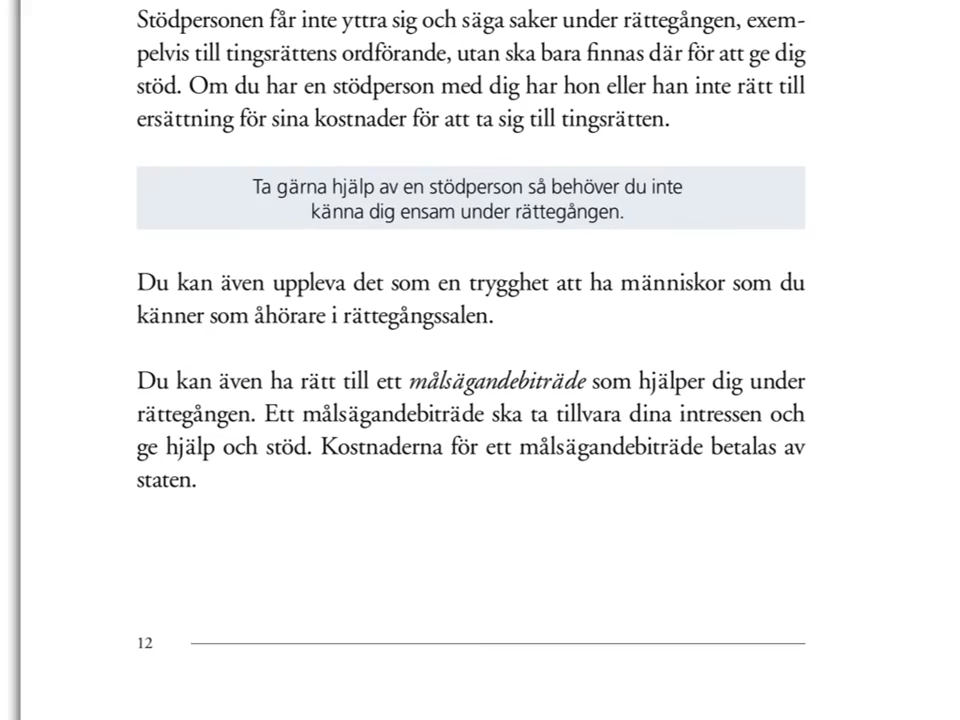 Stödpersonen får inte yttra sig och säga saker under rättegången, exem-
pelvis till tingsrättens ordförande, utan ska bara finnas där för att ge dig
stöd. Om du har en stödperson med dig har hon eller han inte rätt till
ersättning för sina kostnader för att ta sig till tingsrätten.
Ta gärna hjälp av en stödperson så behöver du inte
känna dig ensam under rättegången.
Du kan även uppleva det som en trygghet att ha människor som du
känner som åhörare i rättegångssalen.
Du kan även ha rätt till ett målsägandebiträde som hjälper dig under
rättegången. Ett målsägandebiträde ska ta tillvara dina intressen och
ge hjälp och stöd. Kostnaderna för ett målsägandebiträde betalas av
staten.
12